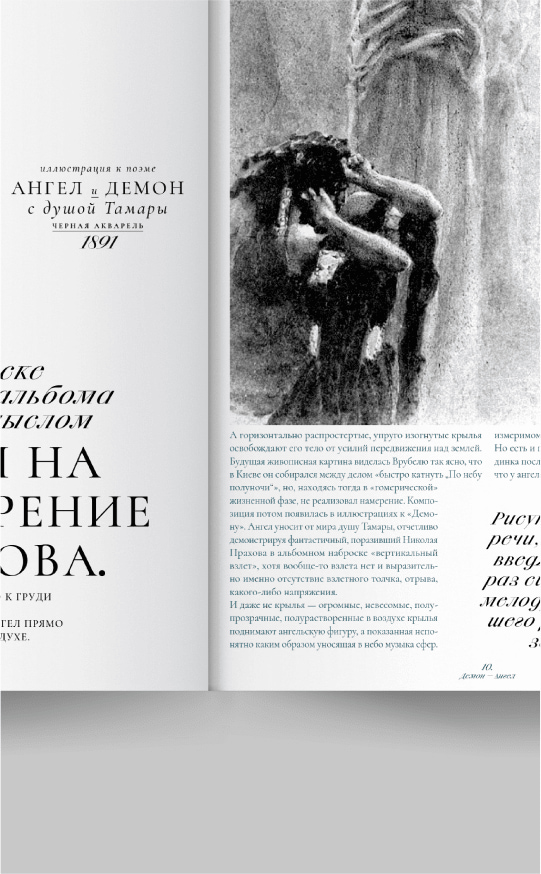 иллюстрация к поэме
АНГЕЛ и ДЕМОН
с душой Тамары
ЧЕРНАЯ АКВАРЕЛЬ
1891
ске
альбома
ыслом
НА
РЕНИЕ
ОВА.
К ГРУДИ
ГЕЛ ПРЯМО
ДУХЕ.
А горизонтально распростертые, упруго изогнутые крылья
освобождают его тело от усилий передвижения над землей.
Будущая живописная картина виделась Врубелю так ясно, что
в Киеве он собирался между делом «быстро катнуть „По небу
полуночи“», но, находясь тогда в «гомерической»
жизненной фазе, не реализовал намерение. Компо-
зиция потом появилась в иллюстрациях к «Демо-
ну». Ангел уносит от мира душу Тамары, отчетливо
демонстрируя фантастичный, поразивший Николая
Прахова в альбомном наброске «вертикальный
взлет», хотя вообще-то взлета нет и выразитель-
но именно отсутствие взлетного толчка, отрыва,
какого-либо напряжения.
И даже не крылья — огромные, невесомые, полу-
прозрачные, полурастворенные в воздухе крылья
поднимают ангельскую фигуру, а показанная непо-
нятно каким образом уносящая в небо музыка сфер.
измеримом
Но есть и
динка посл
что у ангел
Рисун
речи,
введ
раз си
мелод
шего р
за
10.
Демон — ангел